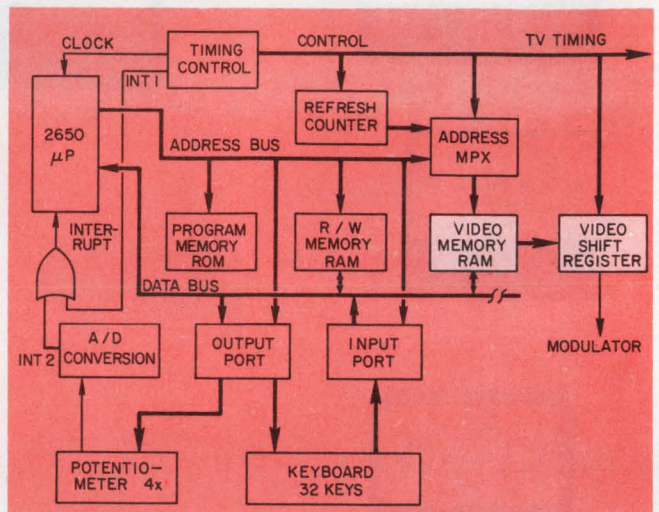 CLOCK
TIMING
CONTROL
CONTROL
TV TIMING
INT 1
2650
μP
REFRESH
COUNTER
ADDRESS
MPX
ADDRESS BUS
INTER-
RUPT
PROGRAM
MEMORY
ROM
R / W
MEMORY
RAM
VIDEO
MEMORY
RAM
VIDEO
SHIFT
REGISTER
DATA BUS
INT 2
A / D
CONVERSION
OUTPUT
PORT
INPUT
PORT
MODULATOR
POTENTIO-
METER 4x
KEYBOARD
32 KEYS